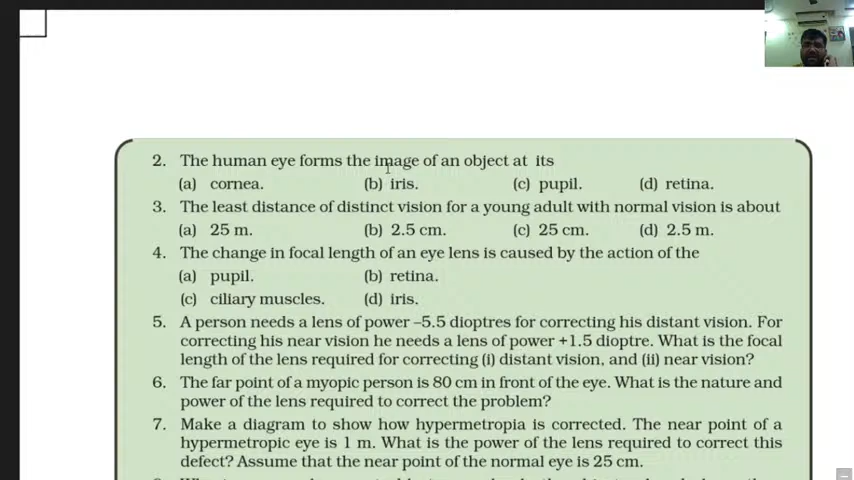 2. The human eye forms the image of an object at its
(a) cornea. (b) iris. (c) pupil. (d) retina.
3. The least distance of distinct vision for a young adult with normal vision is about
(a) 25 m. (b) 2.5 cm. (c) 25 cm. (d) 2.5 m.
4. The change in focal length of an eye lens is caused by the action of the
(a) pupil. (b) retina.
(c) ciliary muscles. (d) iris.
5. A person needs a lens of power –5.5 dioptres for correcting his distant vision. For
correcting his near vision he needs a lens of power +1.5 dioptre. What is the focal
length of the lens required for correcting (i) distant vision, and (ii) near vision?
6. The far point of a myopic person is 80 cm in front of the eye. What is the nature and
power of the lens required to correct the problem?
7. Make a diagram to show how hypermetropia is corrected. The near point of a
hypermetropic eye is 1 m. What is the power of the lens required to correct this
defect? Assume that the near point of the normal eye is 25 cm.